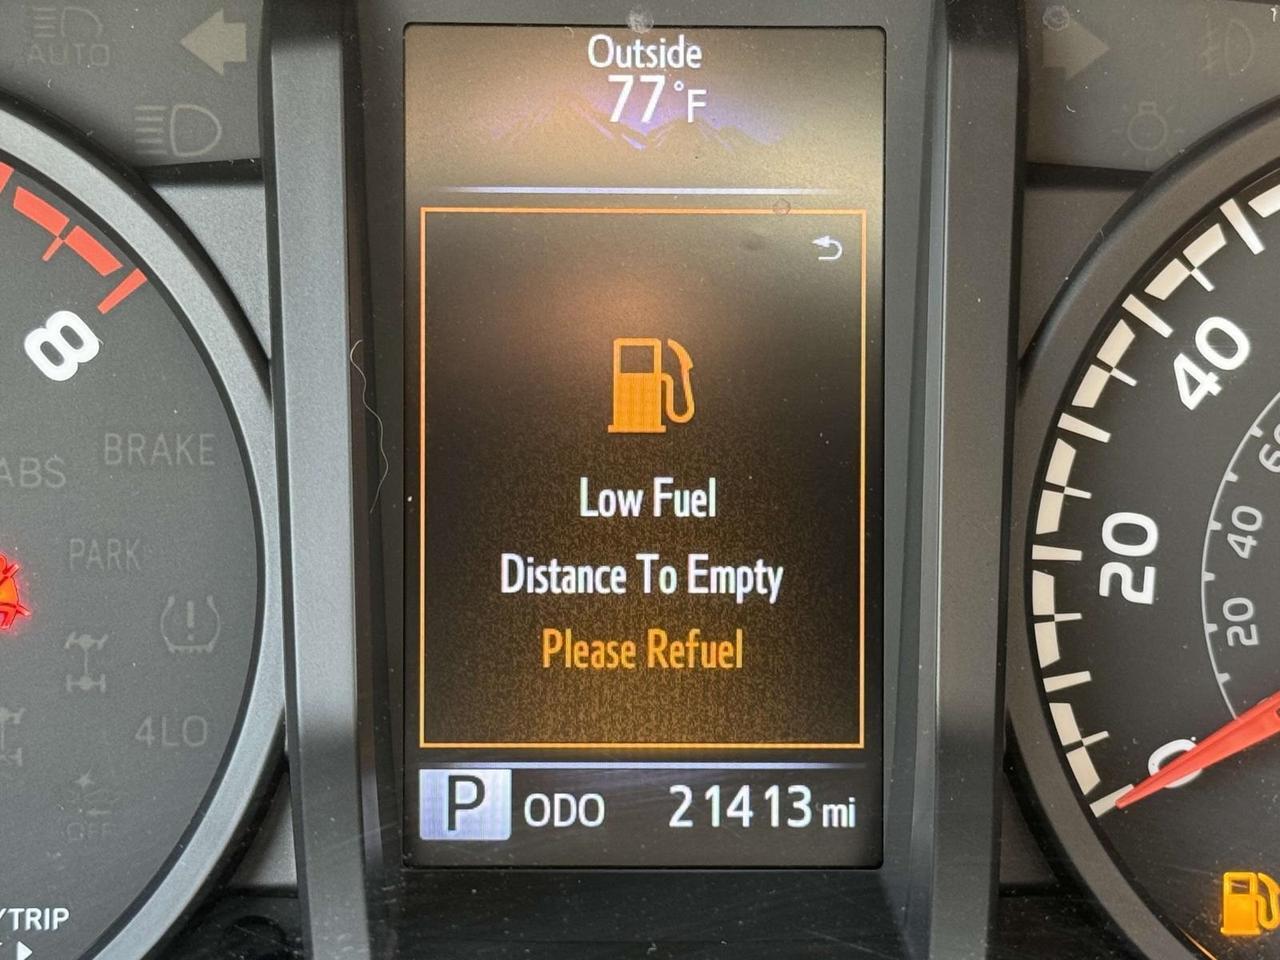 AUTO
Outside
77°F
8
ABS
BRAKE
PARK
4LO
OFF
/TRIP
Low Fuel
Distance To Empty
Please Refuel
P ODO 21413 mi
40
20
0
60
40
20